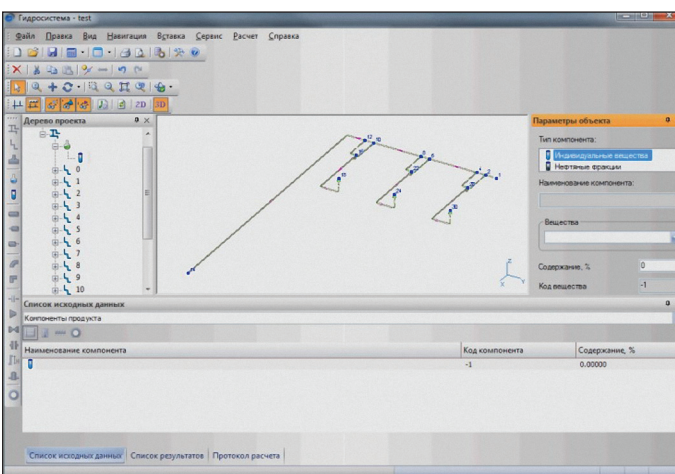 Гидросистема - test
Файл Правка Вид Навигация Вставка Сервис Расчет Справка
2D 3D
Дерево проекта
Параметры объекта
Тип компонента:
Индивидуальные вещества
Нефтяные фракции
Наименование компонента:
Вещества
Содержание, % 0
Код вещества -1
0
1
2
3
4
5
6
7
8
9
10
Список исходных данных
Компоненты продукта
Наименование компонента Код компонента Содержание, %
-1 0.00000
Список исходных данных Список результатов Протокол расчета